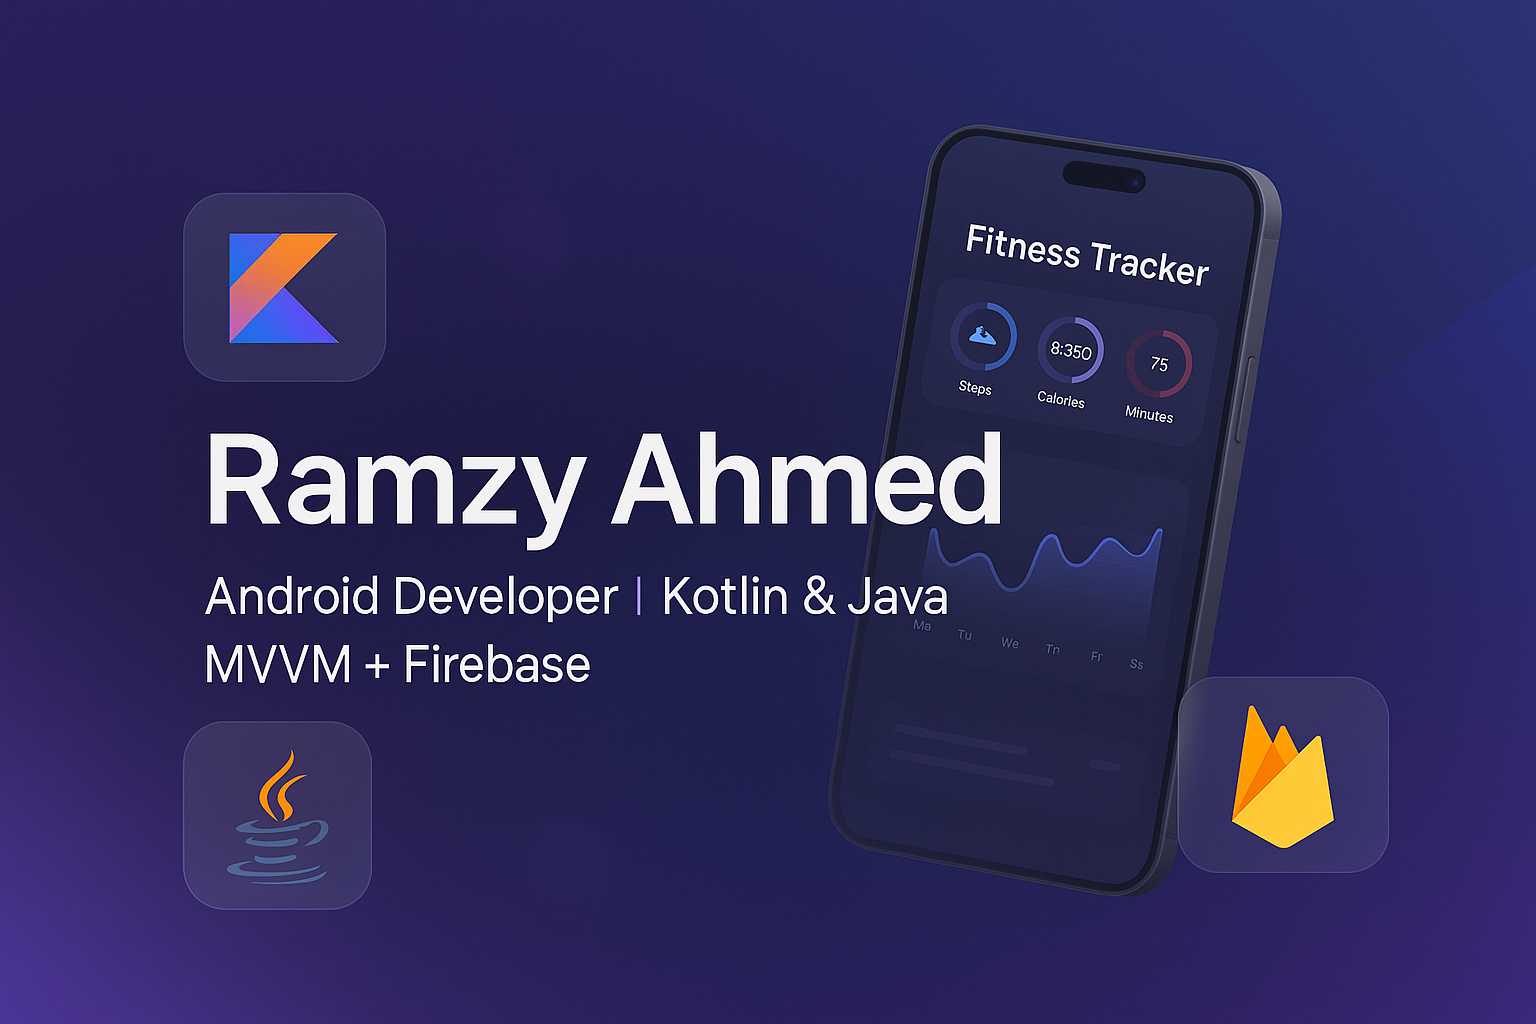 Fitness Tracker
8:350
75
Steps
Calories
Minutes
Ramzy Ahmed
Android Developer | Kotlin & Java
MVVM + Firebase
Ma Tu We Tn Fr Ss